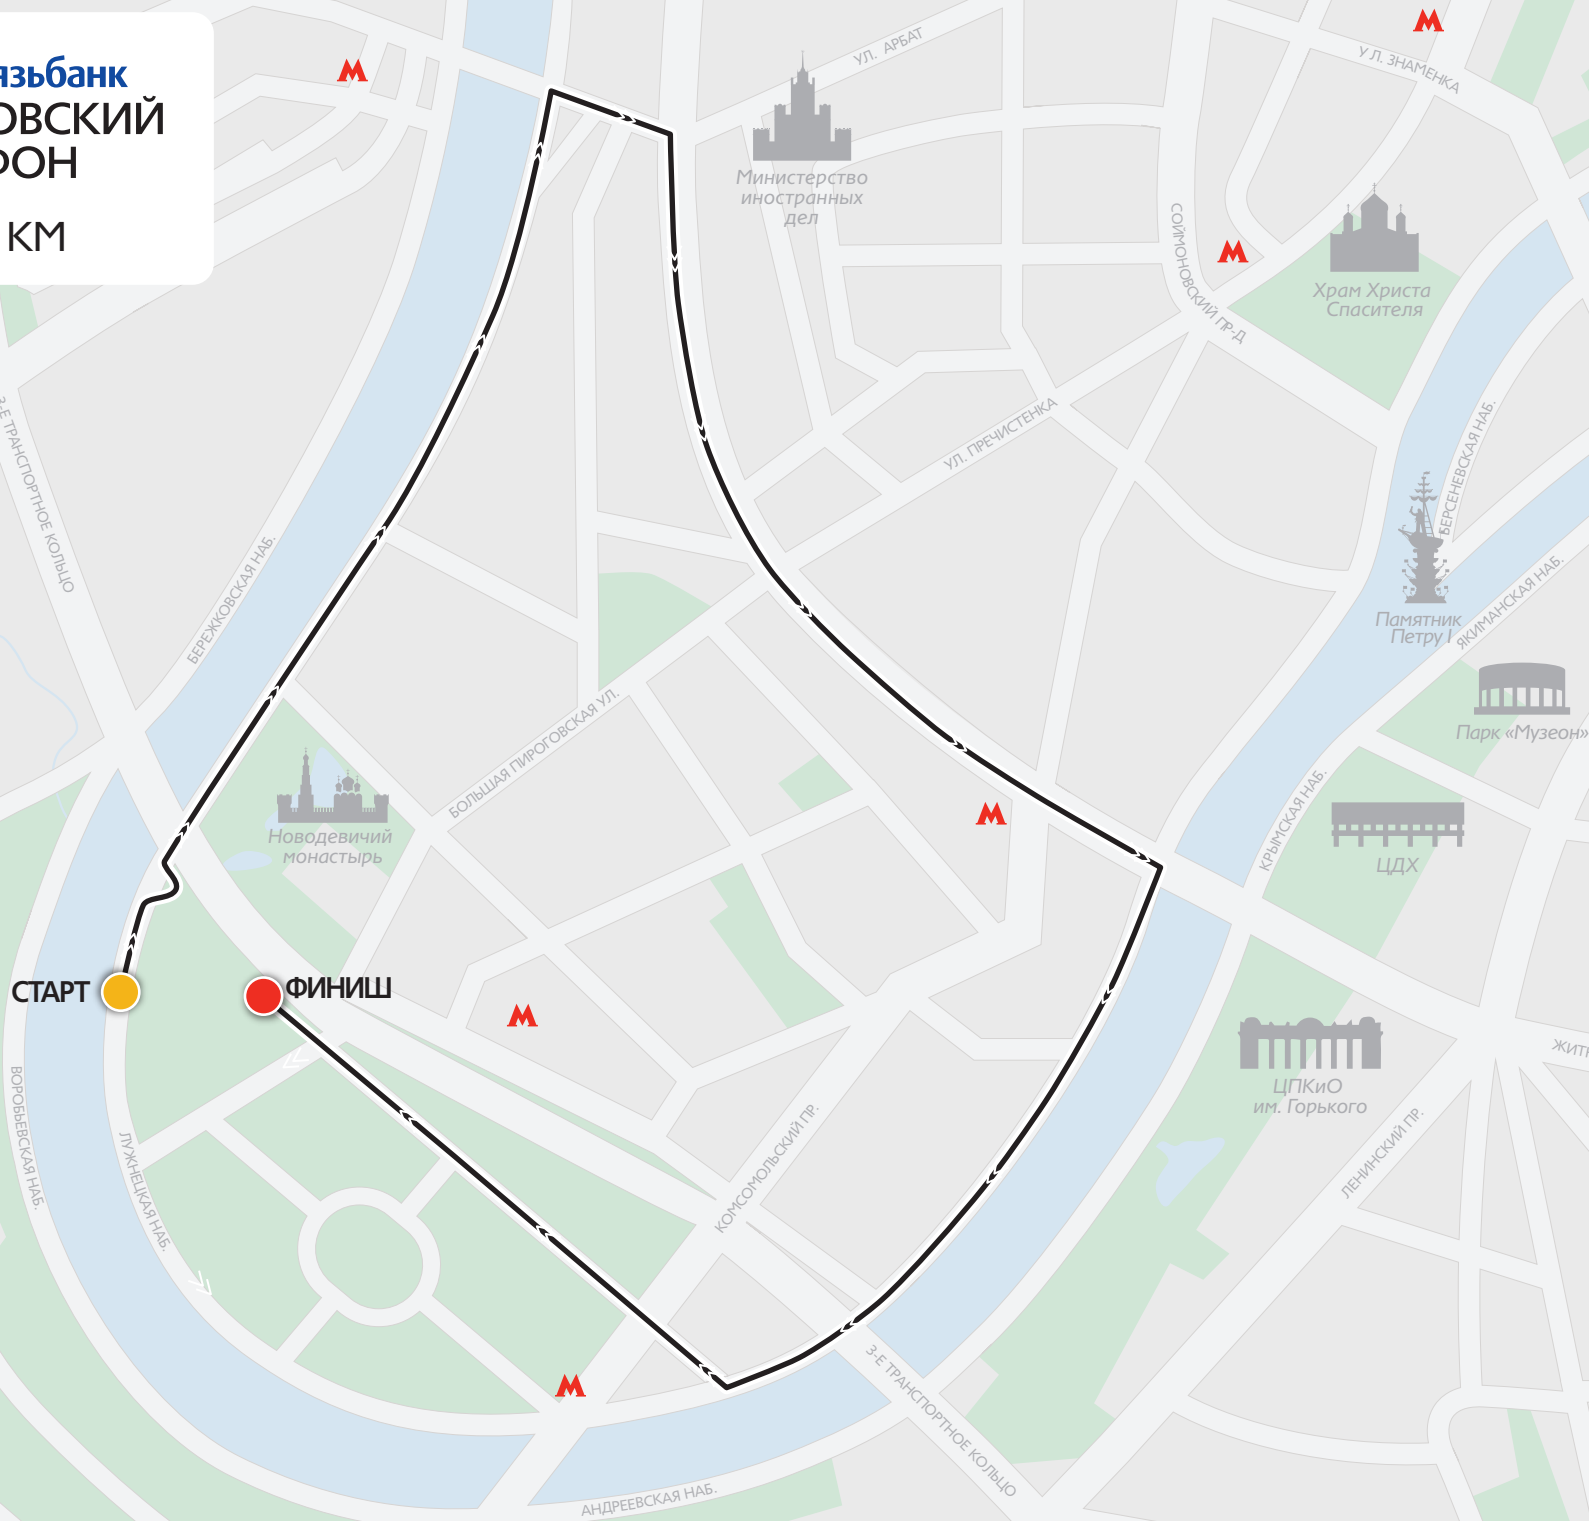 язьбанк
ОВСКИЙ
ФОН
КМ
УЛ. АРБАТ
УЛ. ЗНАМЕНКА
Министерство
иностранных
дел
СОЙМОНОВСКИЙ ПР-Д
Храм Христа
Спасителя
3-Е ТРАНСПОРТНОЕ КОЛЬЦО
УЛ. ПРЕЧИСТЕНКА
БЕРСЕНЕВСКАЯ НАБ.
БЕРЕЖКОВСКАЯ НАБ.
Памятник
Петру I
ЯКИМАНСКАЯ НАБ.
Парк «Музеон»
БОЛЬШАЯ ПИРОГОВСКАЯ УЛ.
Новодевичий
монастырь
КРЫМСКАЯ НАБ.
ЦДХ
СТАРТ
ФИНИШ
ЖИТН
ЦПКиО
им. Горького
ВОРОБЬЕВСКАЯ НАБ.
ЛУЖНЕЦКАЯ НАБ.
КОМСОМОЛЬСКИЙ ПР.
ЛЕНИНСКИЙ ПР.
3-Е ТРАНСПОРТНОЕ КОЛЬЦО
АНДРЕЕВСКАЯ НАБ.